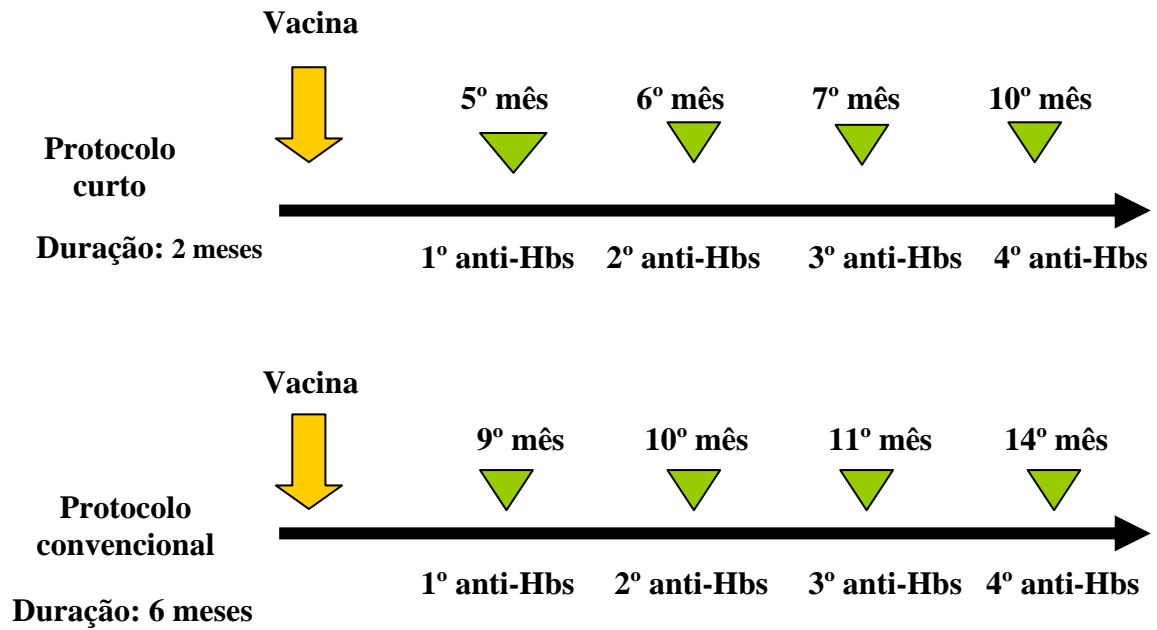 Vacina
5º mês 6º mês 7º mês 10º mês
Protocolo
curto
Duração: 2 meses
1º anti-Hbs 2º anti-Hbs 3º anti-Hbs 4º anti-Hbs
Vacina
9º mês 10º mês 11º mês 14º mês
Protocolo
convencional
1º anti-Hbs 2º anti-Hbs 3º anti-Hbs 4º anti-Hbs
Duração: 6 meses